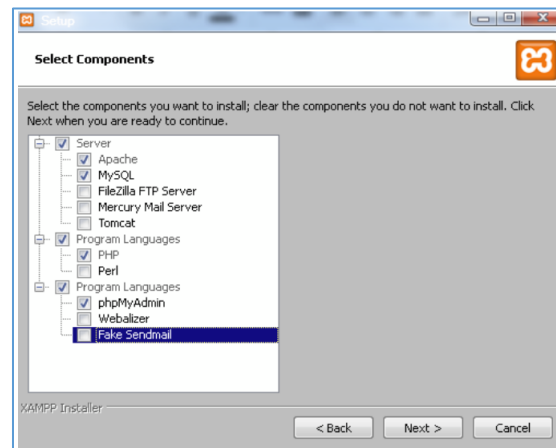 Setup
Select Components
Select the components you want to install; clear the components you do not want to install. Click
Next when you are ready to continue.
Server
Apache
MySQL
FileZilla FTP Server
Mercury Mail Server
Tomcat
Program Languages
PHP
Perl
Program Languages
phpMyAdmin
Webalizer
Fake Sendmail
XAMPP Installer
< Back
Next >
Cancel